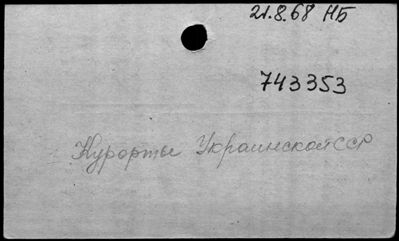 21.8.68 НБ
743353
Курорты Украинской ССР